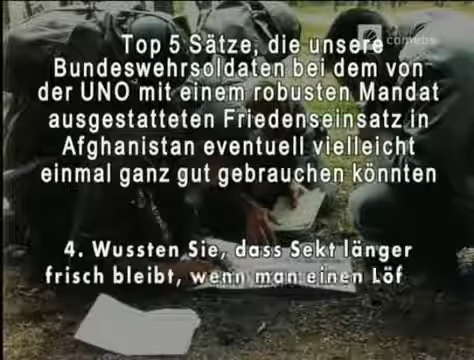 Top 5 Sätze, die unsere
Bundeswehrsoldaten bei dem von
der UNO mit einem robusten Mandat
ausgestatteten Friedenseinsatz in
Afghanistan eventuell vielleicht
einmal ganz gut gebrauchen könnten
4. Wussten Sie, dass Sekt länger
frisch bleibt, wenn man einen Löf